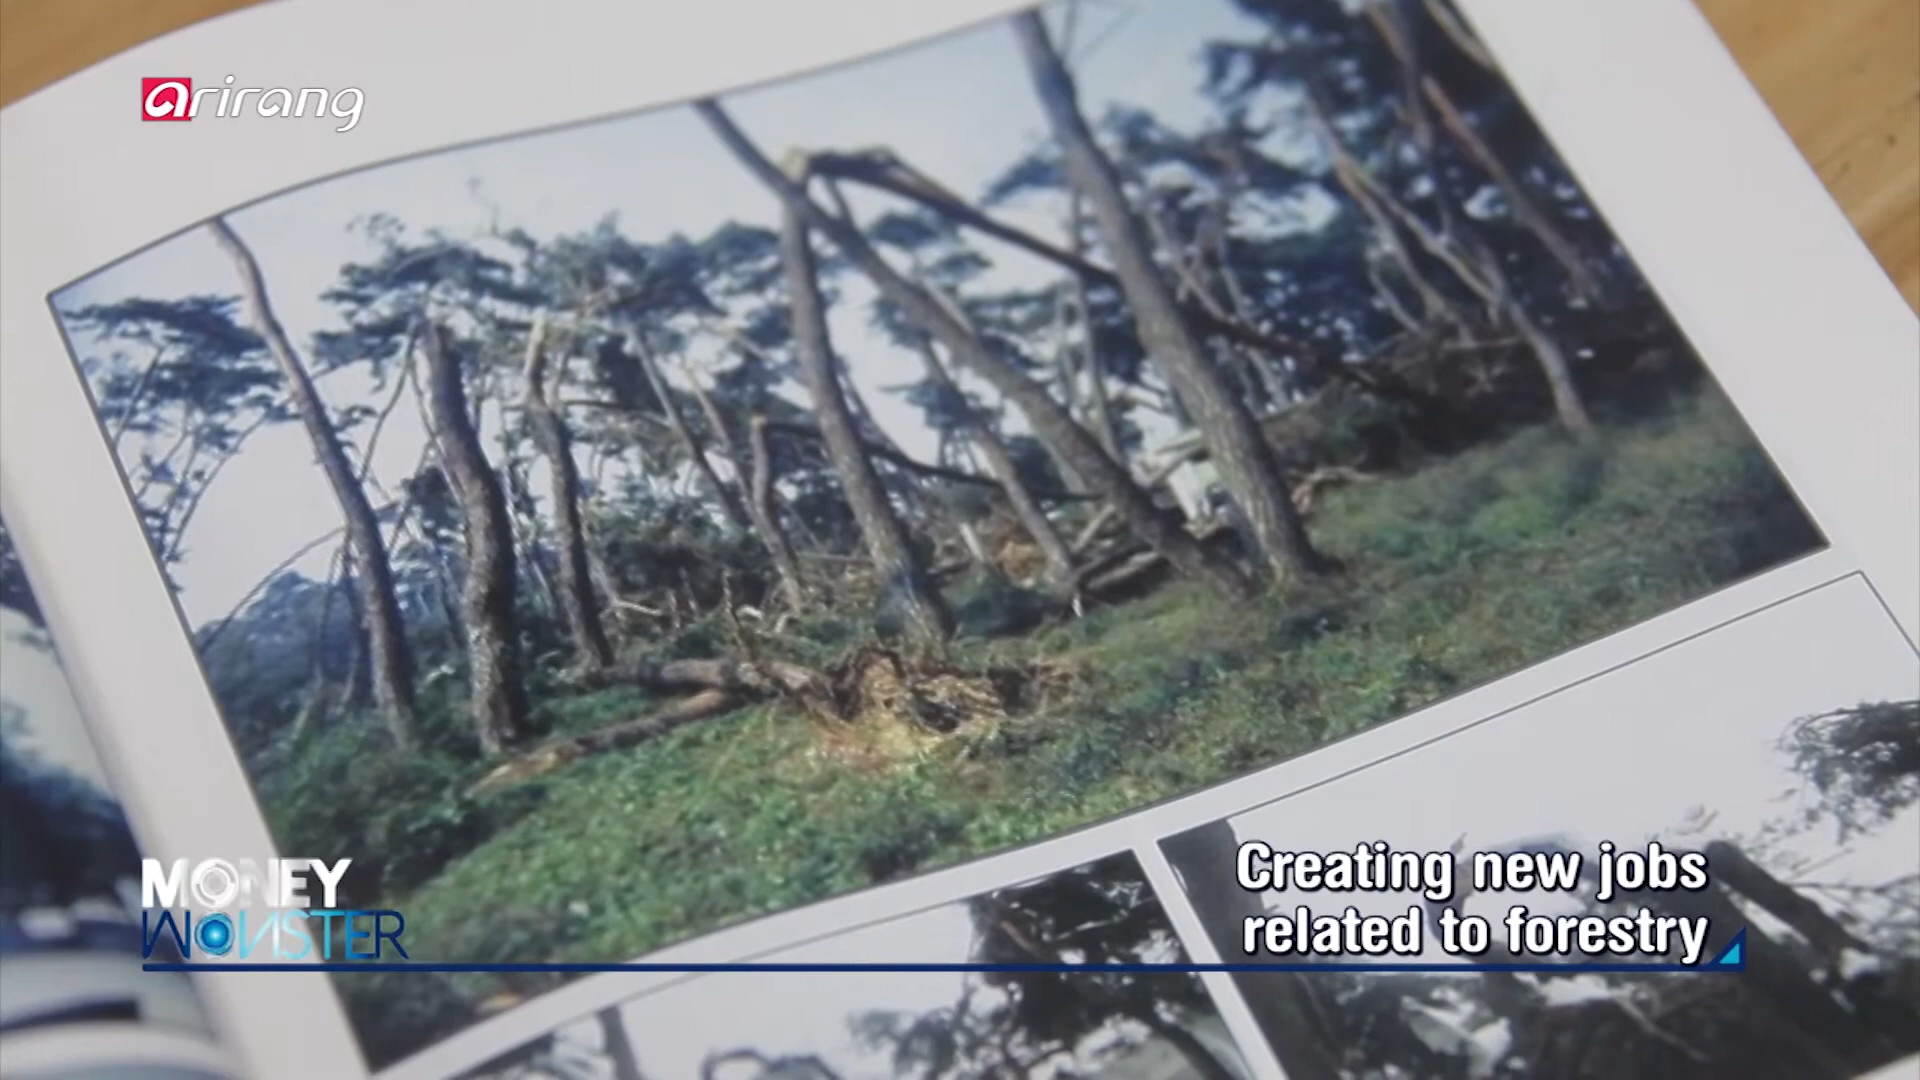 arirang
MONEY
MONSTER
Creating new jobs
related to forestry